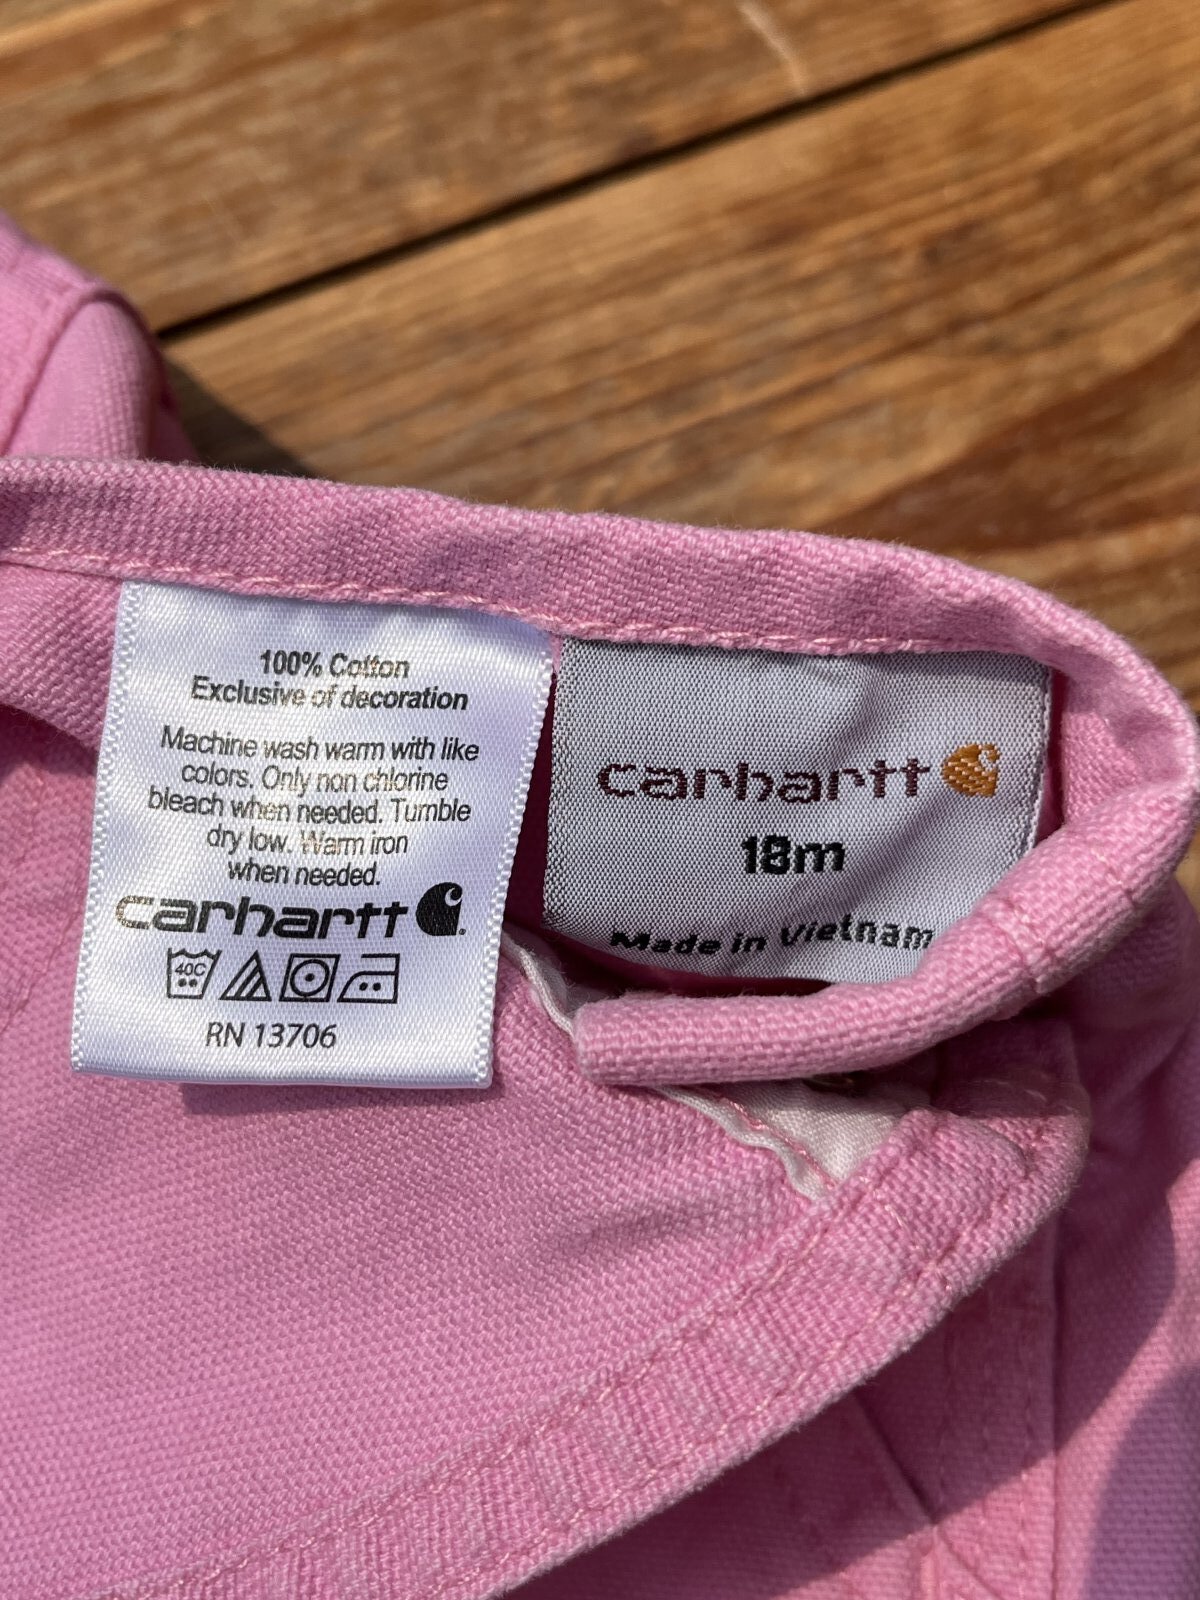 100% Cotton
Exclusive of decoration
Machine wash warm with like
colors. Only non chlorine
bleach when needed. Tumble
dry low. Warm iron
when needed.
carhartt
40C
RN 13706
carhartt
18m
Made in Vietnam